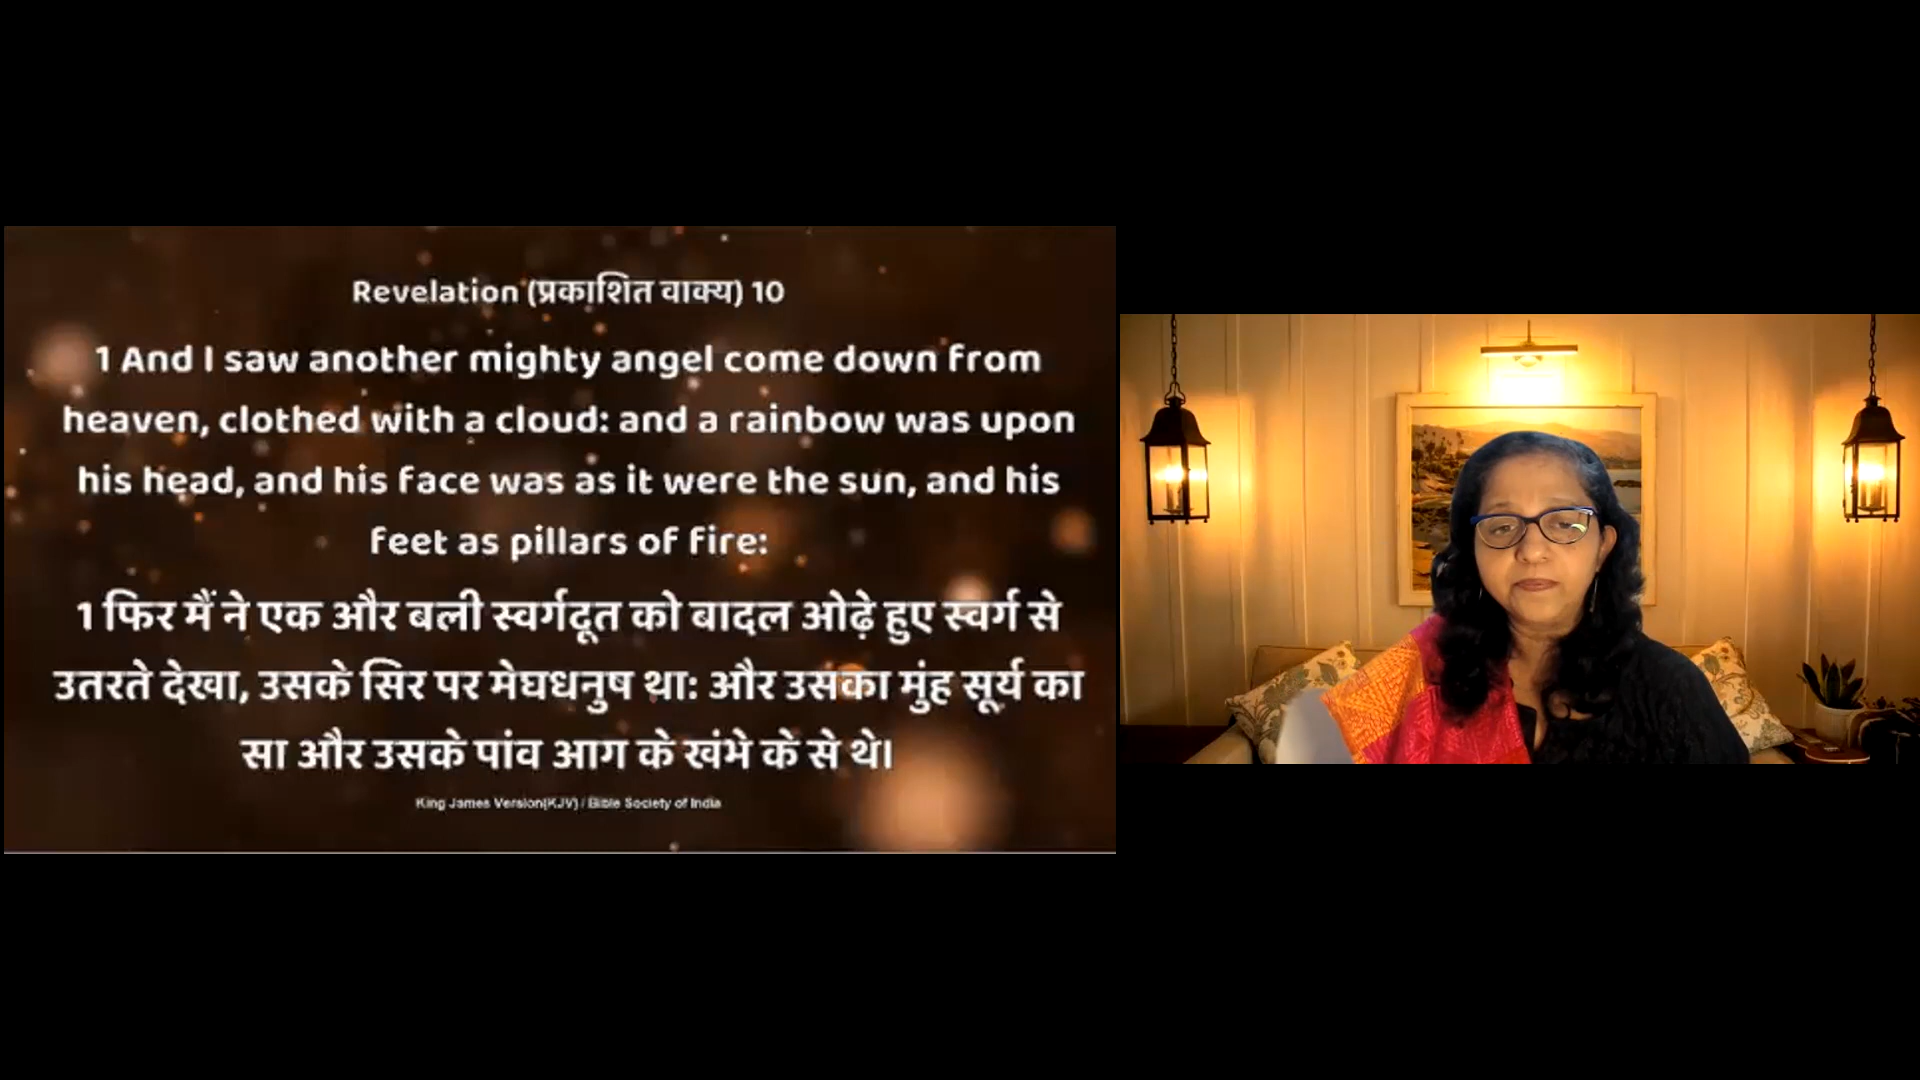 Revelation (प्रकाशित वाक्य) 10
1 And I saw another mighty angel come down from
heaven, clothed with a cloud: and a rainbow was upon
his head, and his face was as it were the sun, and his
feet as pillars of fire:
1 फिर मैं ने एक और बली स्वर्गदूत को बादल ओढ़े हुए स्वर्ग से
उतरते देखा, उसके सिर पर मेघधनुष था: और उसका मुंह सूर्य का
सा और उसके पांव आग के खंभे के से थे।
King James Version(KJV) / Bible Society of India